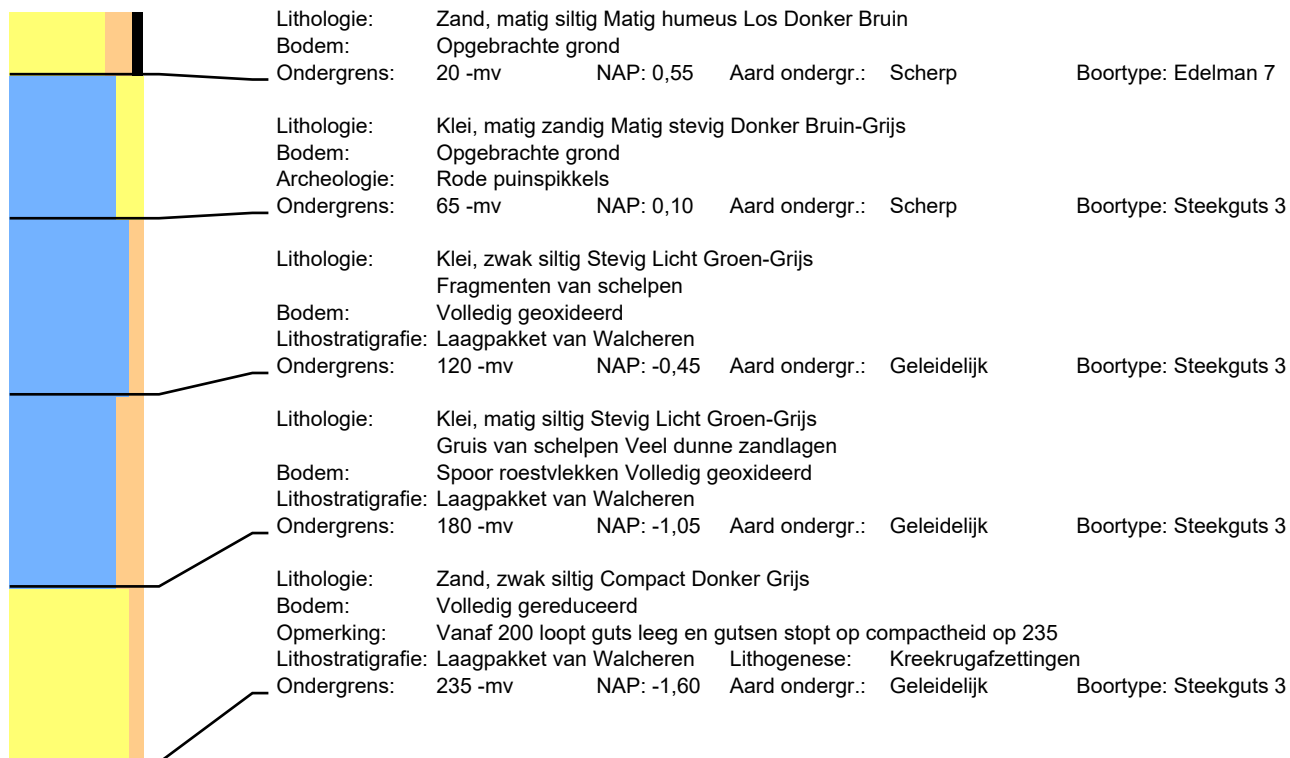 Lithologie: Zand, matig siltig Matig humeus Los Donker Bruin
Bodem: Opgebrachte grond
Ondergrens: 20 -mv NAP: 0,55 Aard ondergr.: Scherp Boortype: Edelman 7
Lithologie: Klei, matig zandig Matig stevig Donker Bruin-Grijs
Bodem: Opgebrachte grond
Archeologie: Rode puinspikkels
Ondergrens: 65 -mv NAP: 0,10 Aard ondergr.: Scherp Boortype: Steekguts 3
Lithologie: Klei, zwak siltig Stevig Licht Groen-Grijs
Fragmenten van schelpen
Bodem: Volledig geoxideerd
Lithostratigrafie: Laagpakket van Walcheren
Ondergrens: 120 -mv NAP: -0,45 Aard ondergr.: Geleidelijk Boortype: Steekguts 3
Lithologie: Klei, matig siltig Stevig Licht Groen-Grijs
Gruis van schelpen Veel dunne zandlagen
Bodem: Spoor roestvlekken Volledig geoxideerd
Lithostratigrafie: Laagpakket van Walcheren
Ondergrens: 180 -mv NAP: -1,05 Aard ondergr.: Geleidelijk Boortype: Steekguts 3
Lithologie: Zand, zwak siltig Compact Donker Grijs
Bodem: Volledig gereduceerd
Opmerking: Vanaf 200 loopt guts leeg en gutsen stopt op compactheid op 235
Lithostratigrafie: Laagpakket van Walcheren Lithogenese: Kreekrugafzettingen
Ondergrens: 235 -mv NAP: -1,60 Aard ondergr.: Geleidelijk Boortype: Steekguts 3